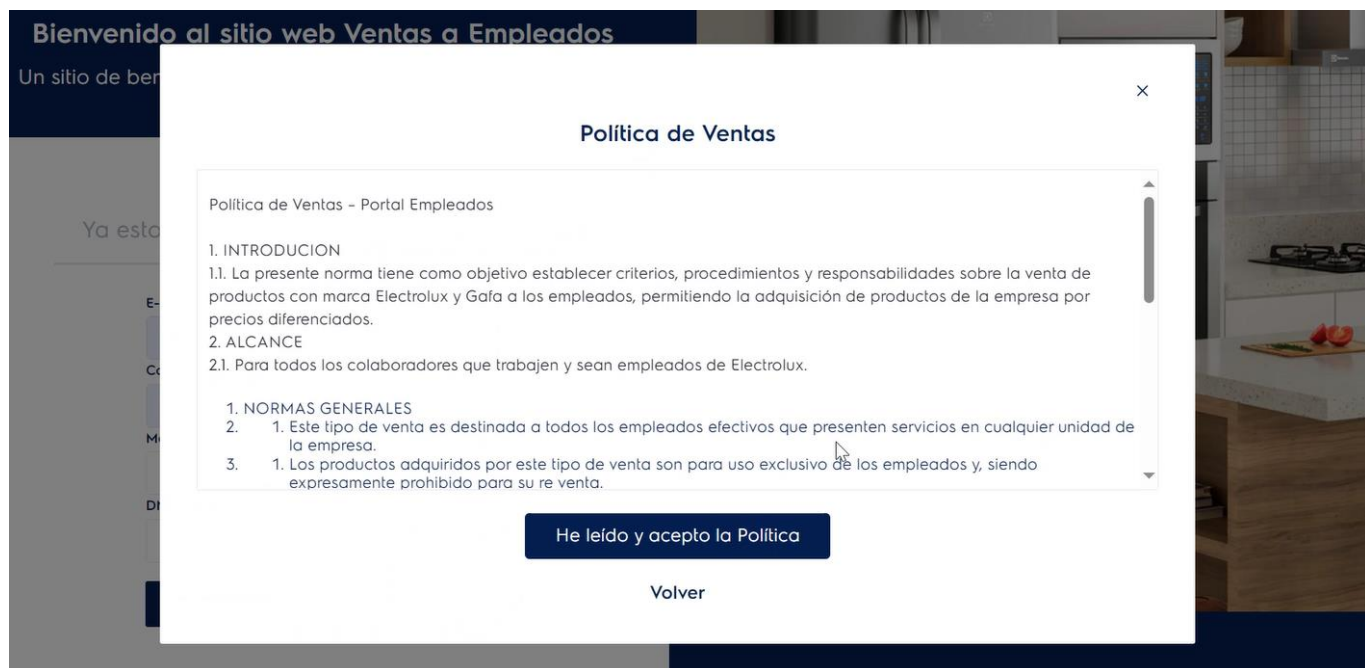 Bienvenido al sitio web Ventas a Empleados
Un sitio de ber
×
Política de Ventas
Política de Ventas - Portal Empleados
1. INTRODUCION
1.1. La presente norma tiene como objetivo establecer criterios, procedimientos y responsabilidades sobre la venta de
productos con marca Electrolux y Gafa a los empleados, permitiendo la adquisición de productos de la empresa por
precios diferenciados.
2. ALCANCE
2.1. Para todos los colaboradores que trabajen y sean empleados de Electrolux.
1. NORMAS GENERALES
2. 1. Este tipo de venta es destinada a todos los empleados efectivos que presenten servicios en cualquier unidad de
la empresa.
3. 1. Los productos adquiridos por este tipo de venta son para uso exclusivo de los empleados y, siendo
expresamente prohibido para su re venta.
Ya esto
E-
DN
He leído y acepto la Política
Volver